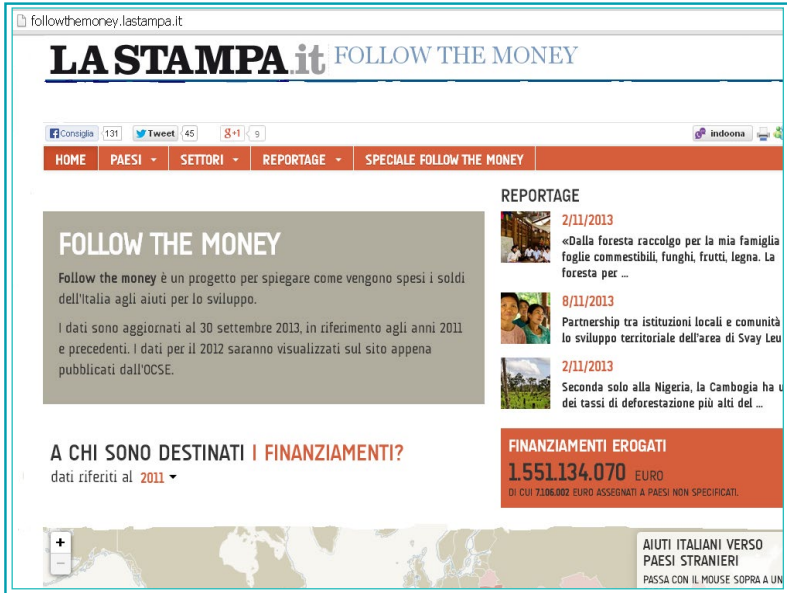 followthemoney.lastampa.it
LA STAMPA.it FOLLOW THE MONEY
Consiglia 131 Tweet 45 g+1 9 indoona
HOME PAESI SETTORI REPORTAGE SPECIALE FOLLOW THE MONEY
FOLLOW THE MONEY
Follow the money è un progetto per spiegare come vengono spesi i soldi
dell'Italia agli aiuti per lo sviluppo.
I dati sono aggiornati al 30 settembre 2013, in riferimento agli anni 2011
e precedenti. I dati per il 2012 saranno visualizzati sul sito appena
pubblicati dall'OCSE.
REPORTAGE
2/11/2013
«Dalla foresta raccolgo per la mia famiglia
foglie commestibili, funghi, frutti, legna. La
foresta per ...
8/11/2013
Partnership tra istituzioni locali e comunità
lo sviluppo territoriale dell'area di Svay Leu
2/11/2013
Seconda solo alla Nigeria, la Cambogia ha
dei tassi di deforestazione più alti del ...
A CHI SONO DESTINATI I FINANZIAMENTI?
dati riferiti al 2011
FINANZIAMENTI EROGATI
1.551.134.070 EURO
DI CUI 7.106.002 EURO ASSEGNATI A PAESI NON SPECIFICATI.
+
−
AIUTI ITALIANI VERSO
PAESI STRANIERI
PASSA CON IL MOUSE SOPRA A UN